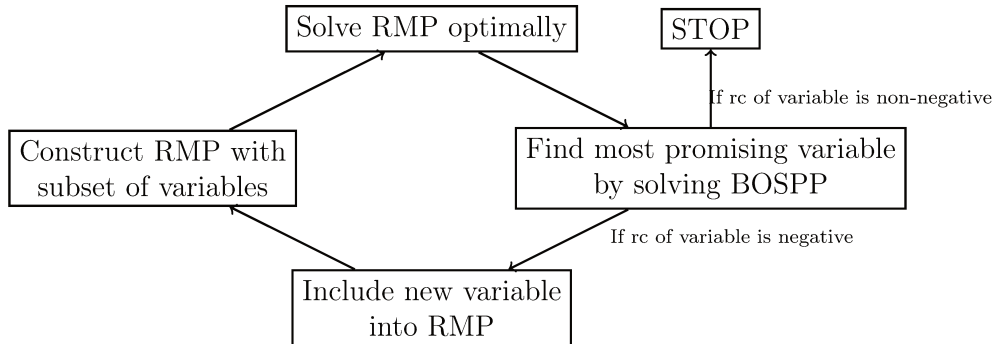 Solve RMP optimally
STOP
If rc of variable is non-negative
Construct RMP with
subset of variables
Find most promising variable
by solving BOSPP
If rc of variable is negative
Include new variable
into RMP